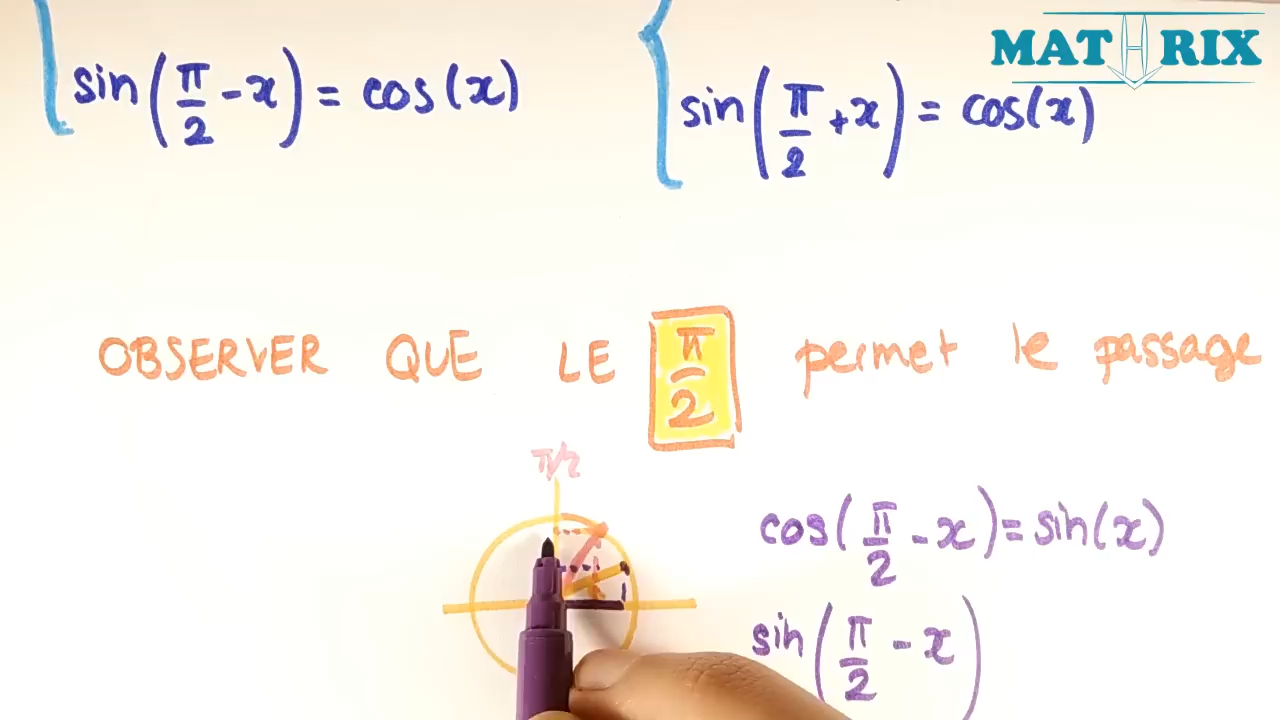 MATHRIX
sin(π/2 - x) = cos(x)
sin(π/2 + x) = cos(x)
OBSERVER QUE LE π/2 permet le passage
π/2
cos(π/2 - x) = sin(x)
sin(π/2 - x)